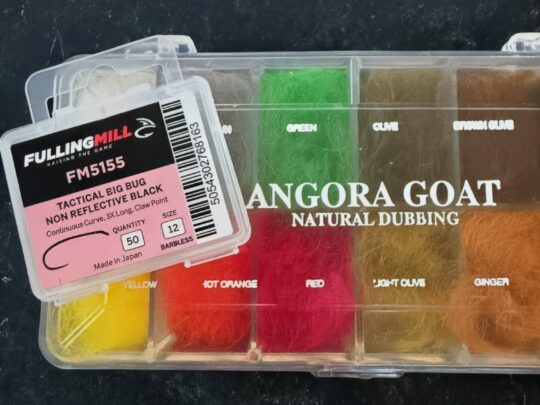 FULLINGMILL
RAISING THE GAME
FM5155
TACTICAL BIG BUG
NON REFLECTIVE BLACK
Continuous Curve, 3X Long, Claw Point
QUANTITY
50
SIZE
12
BARBLESS
Made in Japan
5054302768163
GREEN
OLIVE
BROWN OLIVE
ANGORA GOAT
NATURAL DUBBING
YELLOW
HOT ORANGE
RED
LIGHT OLIVE
GINGER